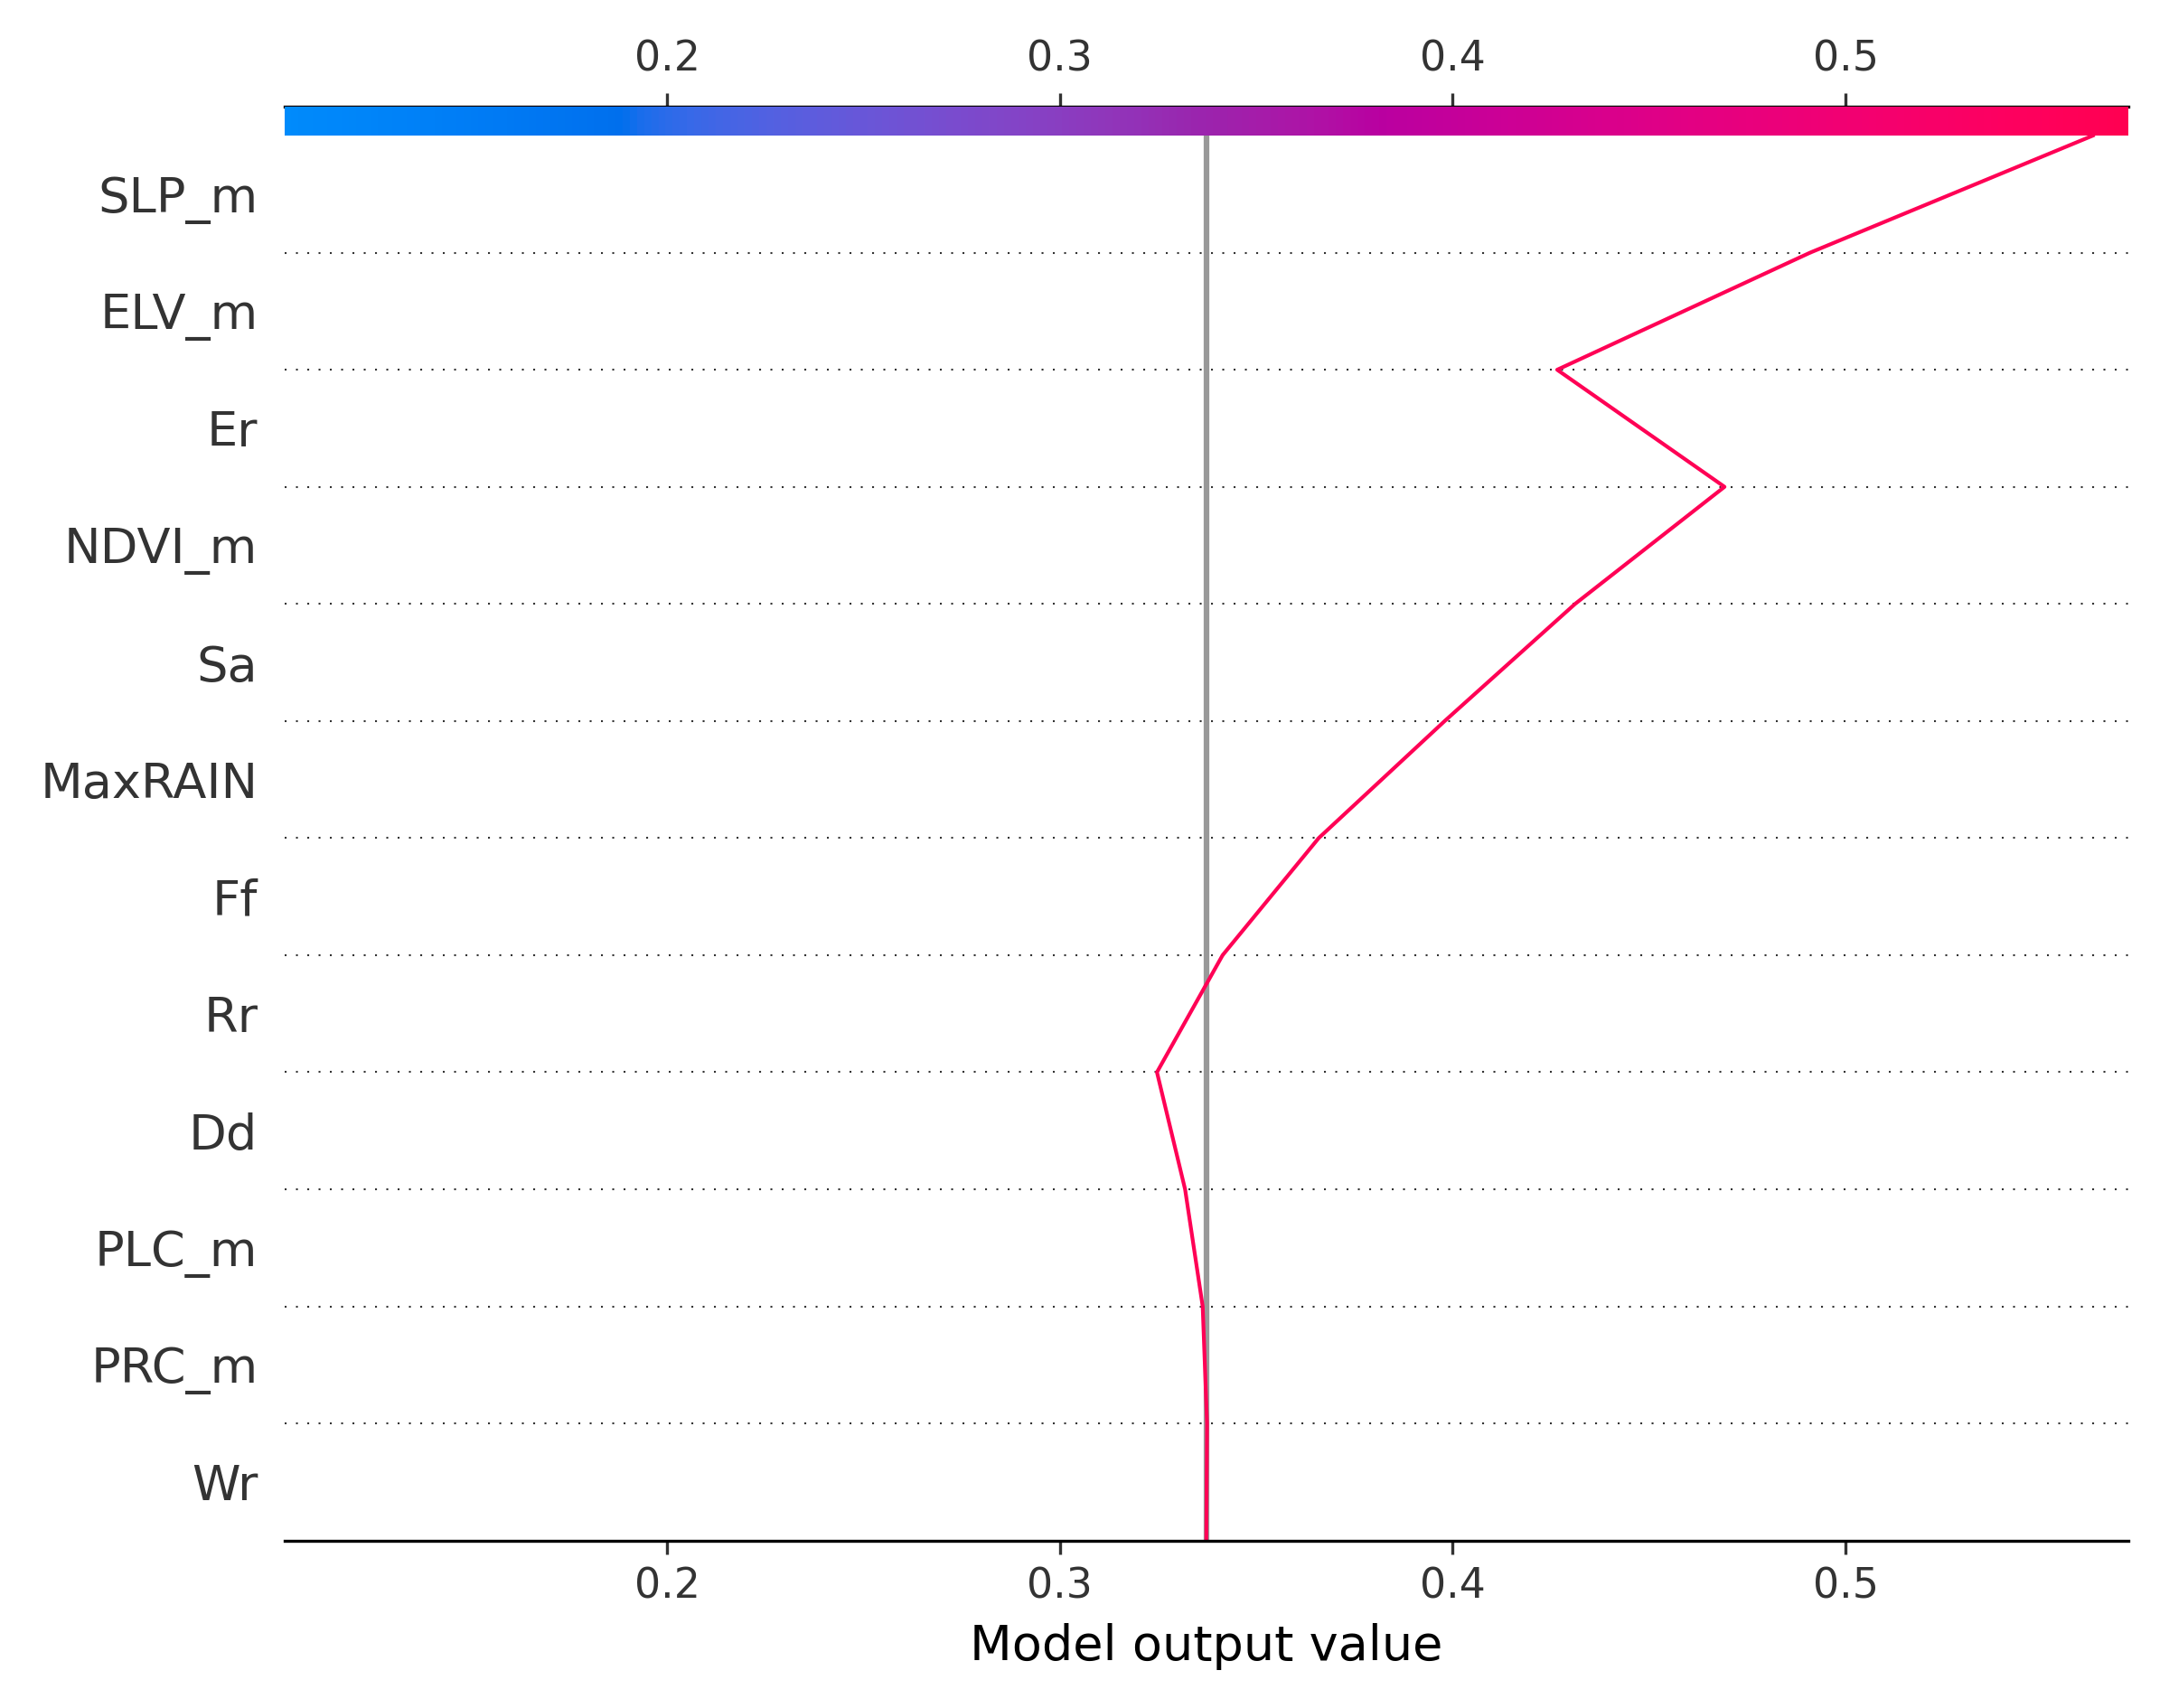 0.2 0.3 0.4 0.5
SLP_m
ELV_m
Er
NDVI_m
Sa
MaxRAIN
Ff
Rr
Dd
PLC_m
PRC_m
Wr
0.2 0.3 0.4 0.5
Model output value